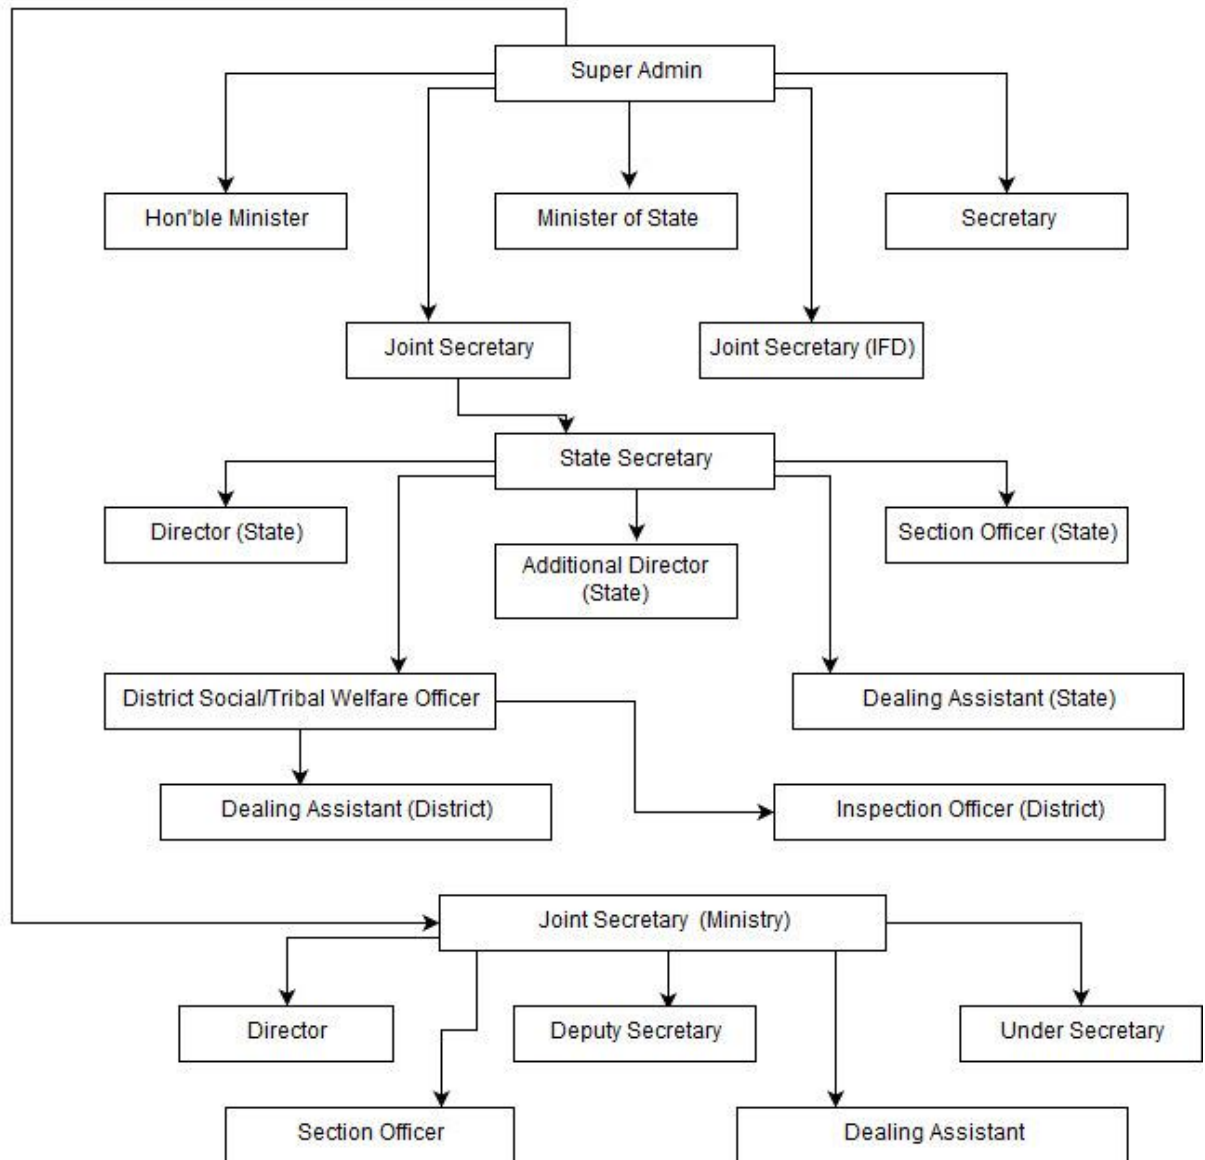 Super Admin
Hon'ble Minister
Minister of State
Secretary
Joint Secretary
Joint Secretary (IFD)
State Secretary
Director (State)
Additional Director
(State)
Section Officer (State)
District Social/Tribal Welfare Officer
Dealing Assistant (State)
Dealing Assistant (District)
Inspection Officer (District)
Joint Secretary (Ministry)
Director
Deputy Secretary
Under Secretary
Section Officer
Dealing Assistant